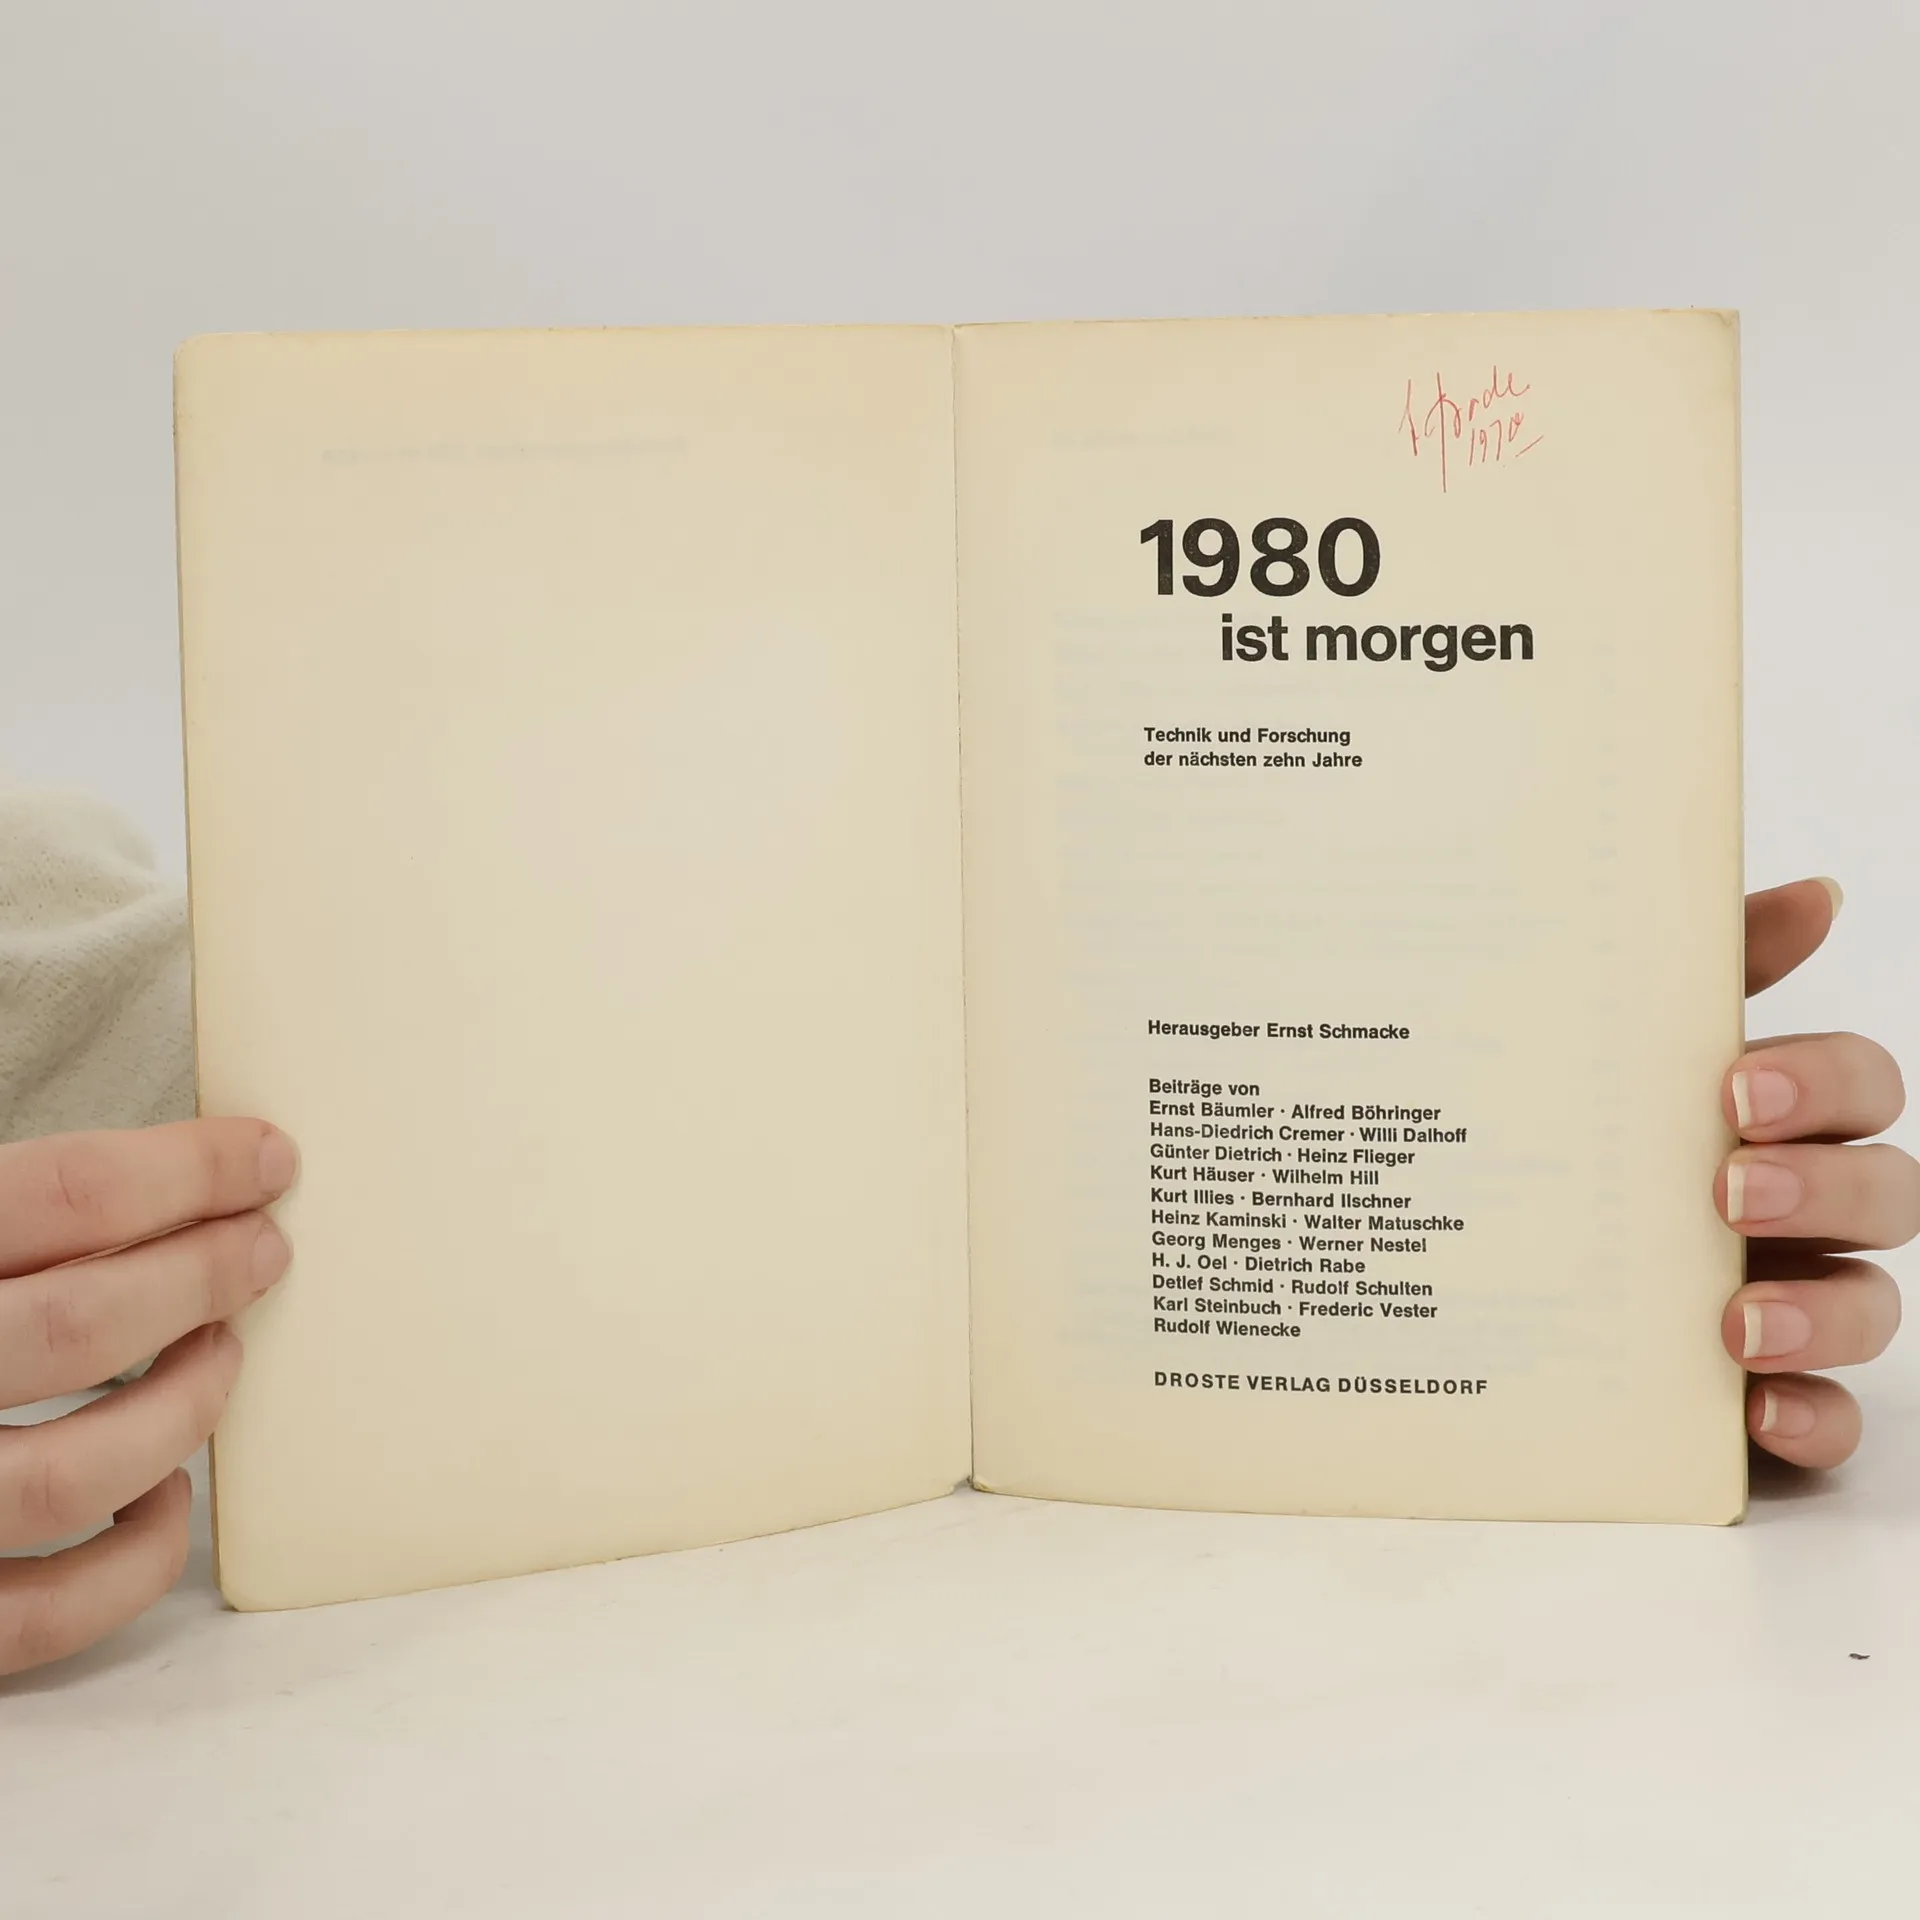 1980
ist morgen
Technik und Forschung
der nächsten zehn Jahre
Herausgeber Ernst Schmacke
Beiträge von
Ernst Bäumler · Alfred Böhringer
Hans-Diedrich Cremer · Willi Dalhoff
Günter Dietrich · Heinz Flieger
Kurt Häuser · Wilhelm Hill
Kurt Illies · Bernhard Ilschner
Heinz Kaminski · Walter Matuschke
Georg Menges · Werner Nestel
H. J. Oel · Dietrich Rabe
Detlef Schmid · Rudolf Schulten
Karl Steinbuch · Frederic Vester
Rudolf Wienecke
DROSTE VERLAG DÜSSELDORF